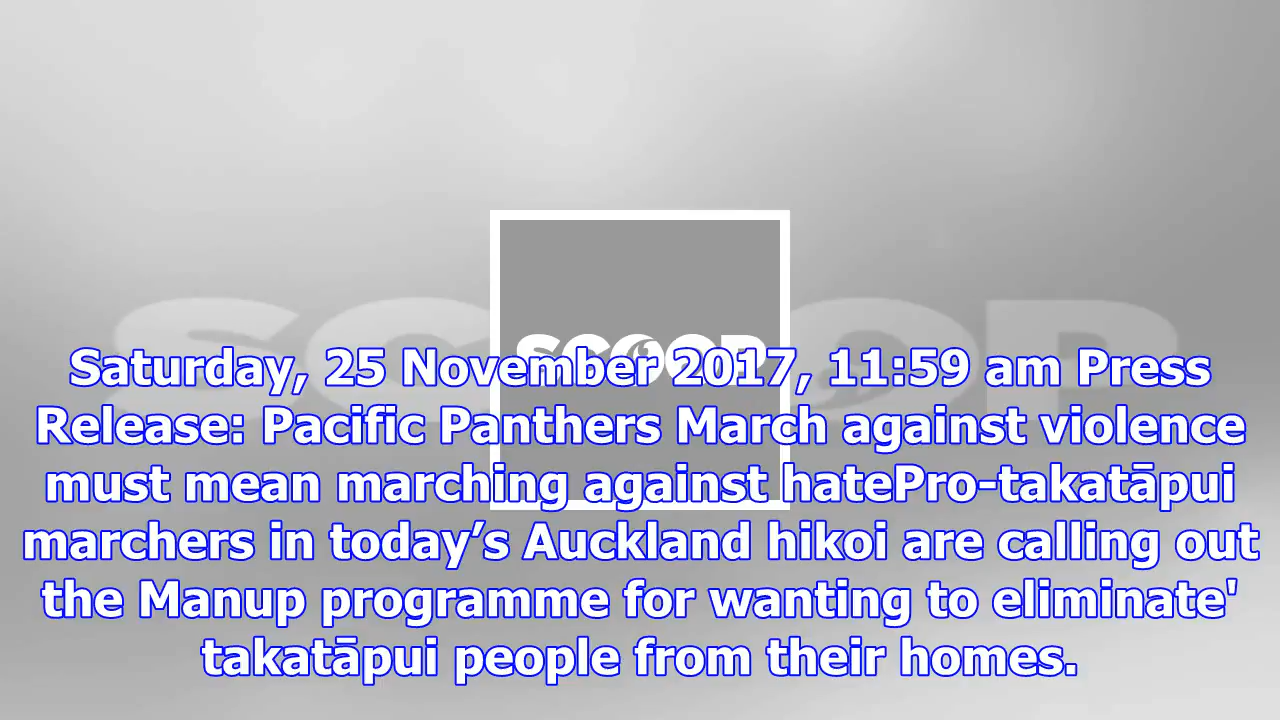 SCOOP
SCOOP
Saturday, 25 November 2017, 11:59 am Press
Release: Pacific Panthers March against violence
must mean marching against hatePro-takatāpui
marchers in today’s Auckland hikoi are calling out
the Manup programme for wanting to eliminate'
takatāpui people from their homes.